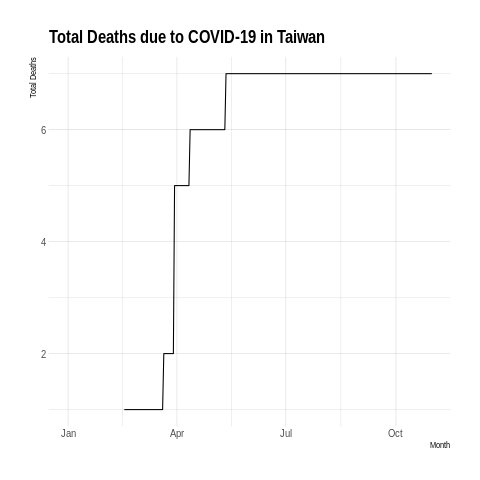 Total Deaths due to COVID-19 in Taiwan
Total Deaths
6
4
2
Jan Apr Jul Oct
Month